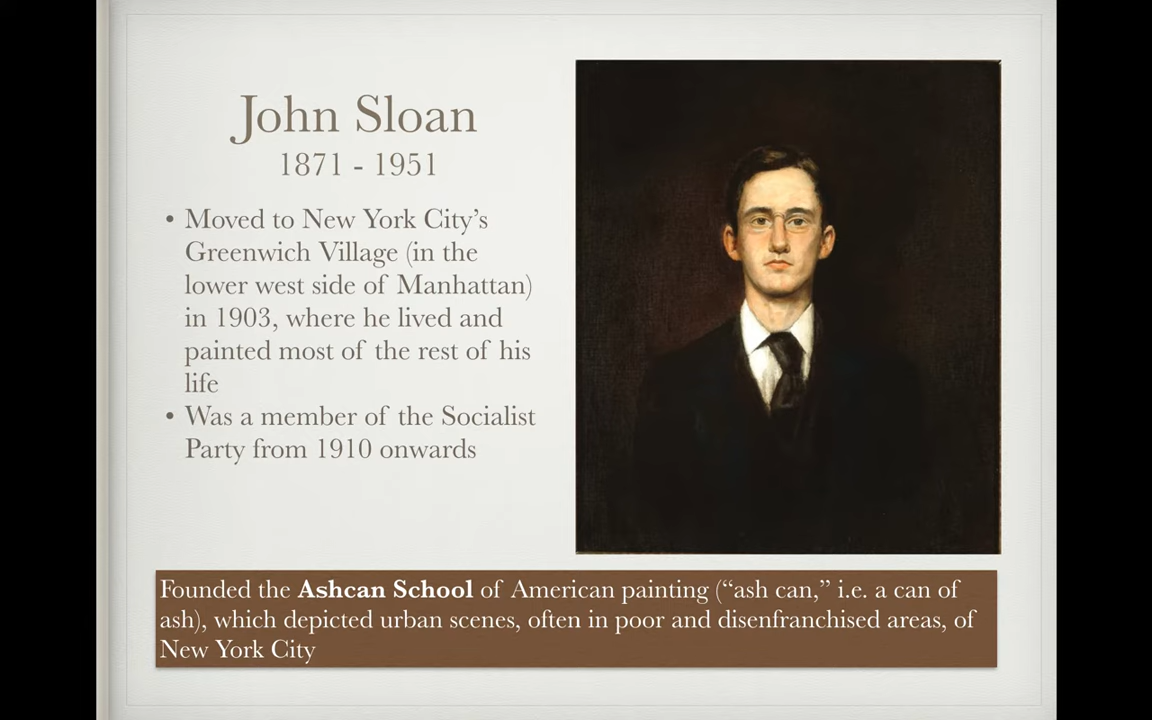 John Sloan
1871 - 1951
• Moved to New York City’s
Greenwich Village (in the
lower west side of Manhattan)
in 1903, where he lived and
painted most of the rest of his
life
• Was a member of the Socialist
Party from 1910 onwards
Founded the Ashcan School of American painting (“ash can,” i.e. a can of
ash), which depicted urban scenes, often in poor and disenfranchised areas, of
New York City